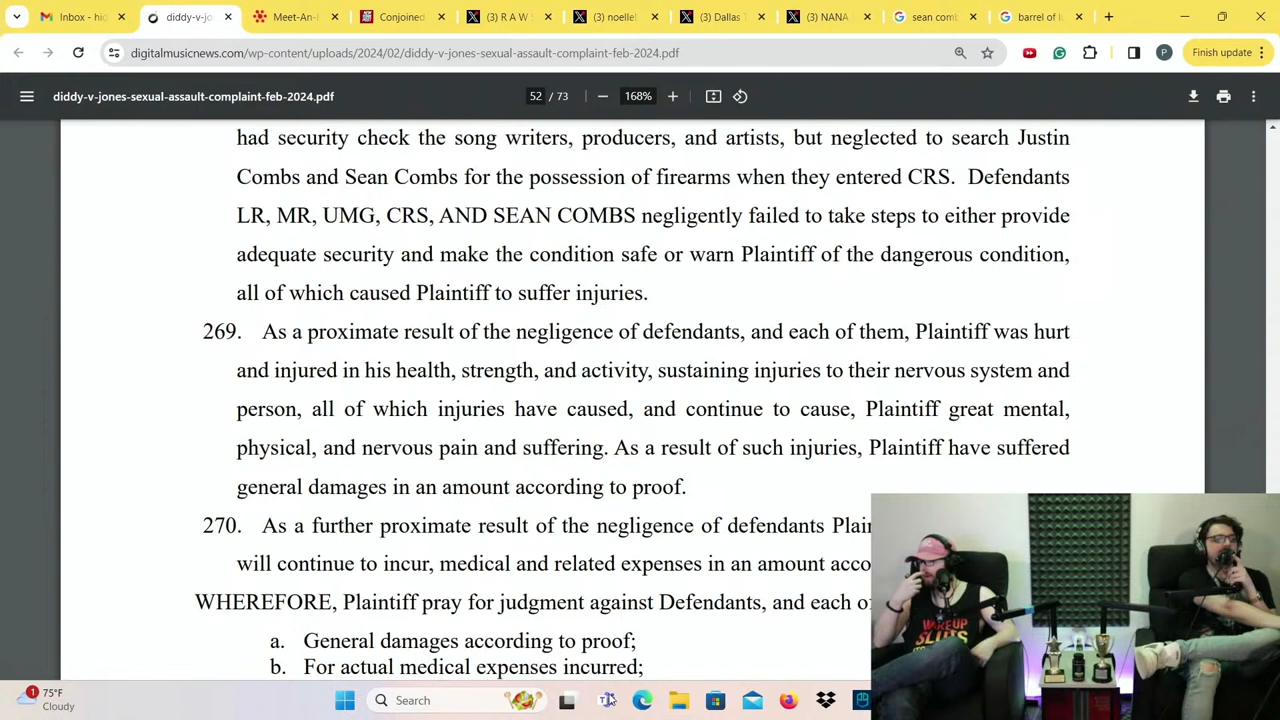 Inbox - hi
diddy-v-jo
Meet-An-
Conjoined
(3) R A W
(3) noelle
(3) Dallas T
(3) NANA
sean comb
barrel of l
digitalmusicnews.com/wp-content/uploads/2024/02/diddy-v-jones-sexual-assault-complaint-feb-2024.pdf
P
Finish update
diddy-v-jones-sexual-assault-complaint-feb-2024.pdf
52 / 73
168%
had security check the song writers, producers, and artists, but neglected to search Justin
Combs and Sean Combs for the possession of firearms when they entered CRS. Defendants
LR, MR, UMG, CRS, AND SEAN COMBS negligently failed to take steps to either provide
adequate security and make the condition safe or warn Plaintiff of the dangerous condition,
all of which caused Plaintiff to suffer injuries.
269. As a proximate result of the negligence of defendants, and each of them, Plaintiff was hurt
and injured in his health, strength, and activity, sustaining injuries to their nervous system and
person, all of which injuries have caused, and continue to cause, Plaintiff great mental,
physical, and nervous pain and suffering. As a result of such injuries, Plaintiff have suffered
general damages in an amount according to proof.
270. As a further proximate result of the negligence of defendants Plai
will continue to incur, medical and related expenses in an amount acco
WHEREFORE, Plaintiff pray for judgment against Defendants, and each o
a. General damages according to proof;
b. For actual medical expenses incurred;
WAKE UP
SLUTS
1
75°F
Cloudy
Search